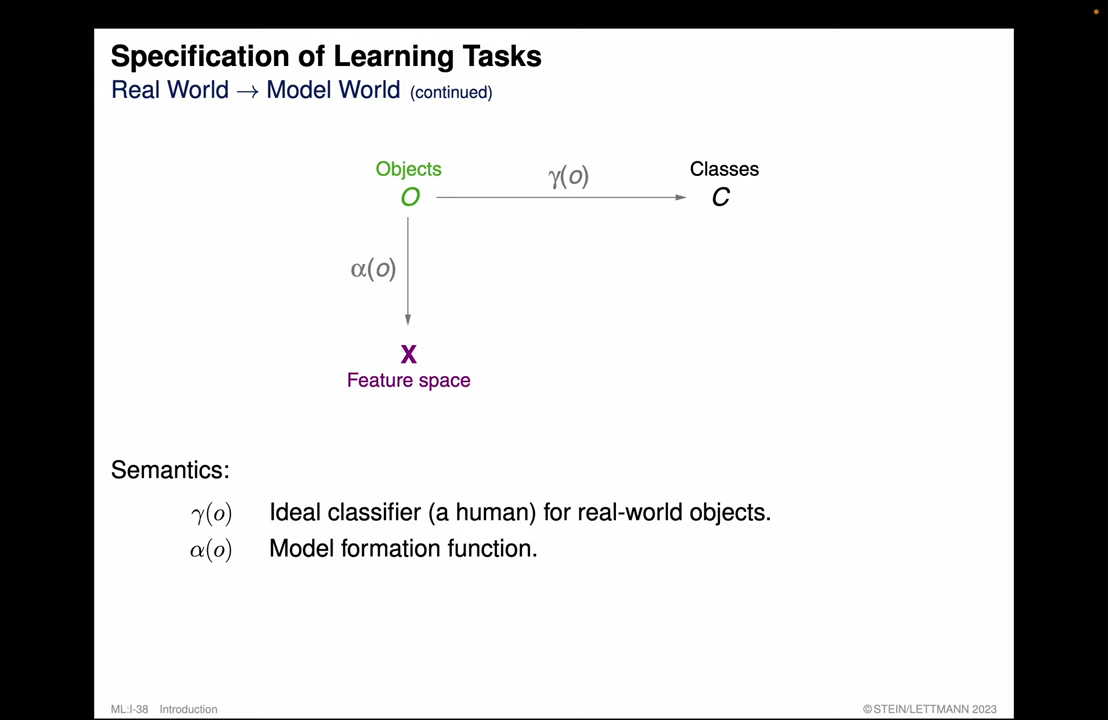 Specification of Learning Tasks
Real World → Model World (continued)
Objects
O
γ(o)
Classes
C
α(o)
X
Feature space
Semantics:
γ(o) Ideal classifier (a human) for real-world objects.
α(o) Model formation function.
ML:I-38 Introduction
©STEIN/LETTMANN 2023